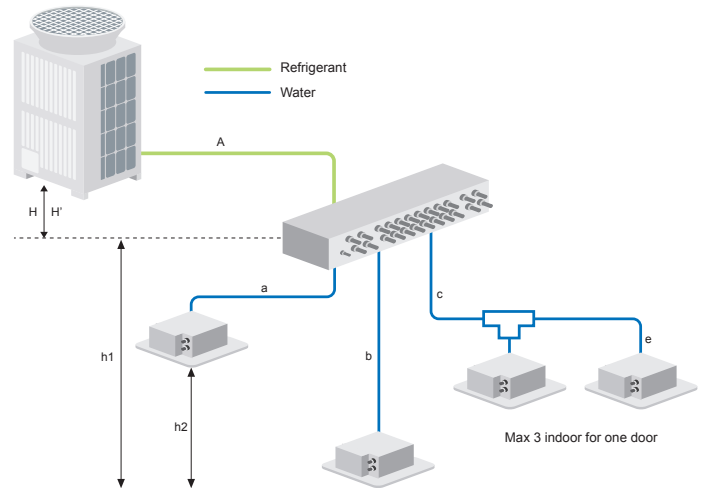 Refrigerant
Water
A
H H'
a
c
h1
b
e
h2
Max 3 indoor for one door